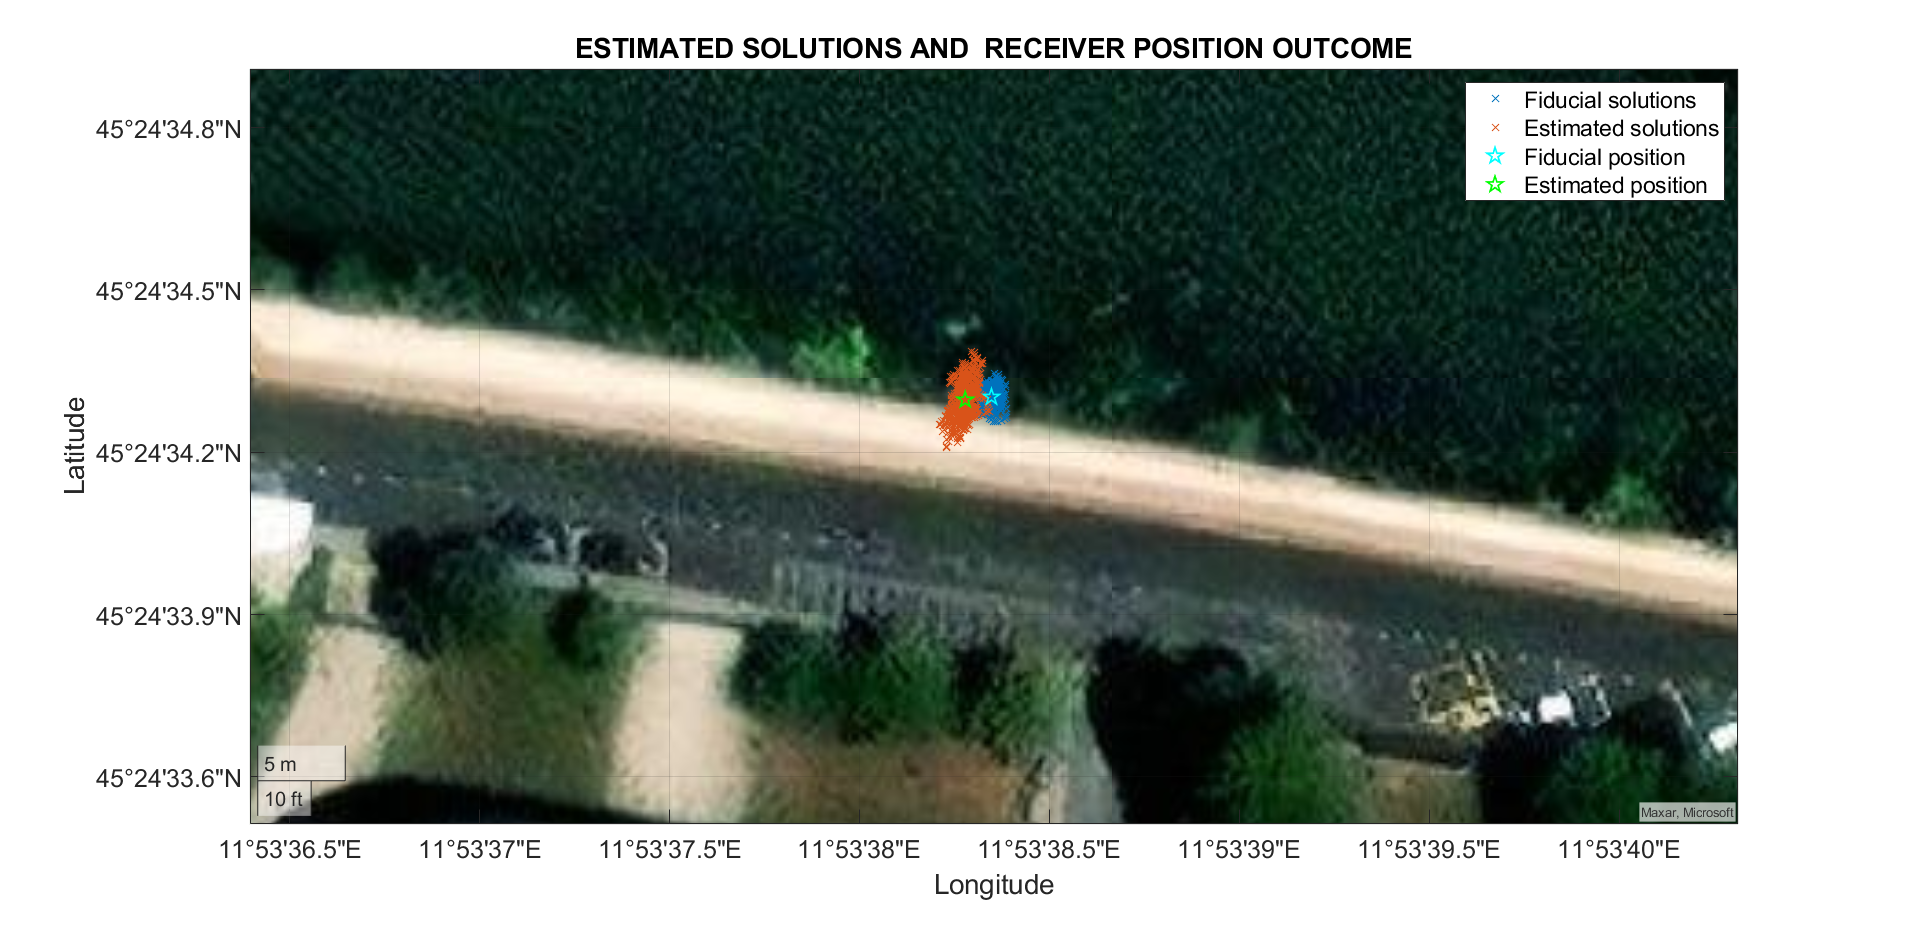 ESTIMATED SOLUTIONS AND  RECEIVER POSITION OUTCOME
Fiducial solutions
Estimated solutions
Fiducial position
Estimated position
45°24'34.8"N
45°24'34.5"N
45°24'34.2"N
45°24'33.9"N
45°24'33.6"N
Latitude
5 m
10 ft
Maxar, Microsoft
11°53'36.5"E 11°53'37"E 11°53'37.5"E 11°53'38"E 11°53'38.5"E 11°53'39"E 11°53'39.5"E 11°53'40"E
Longitude